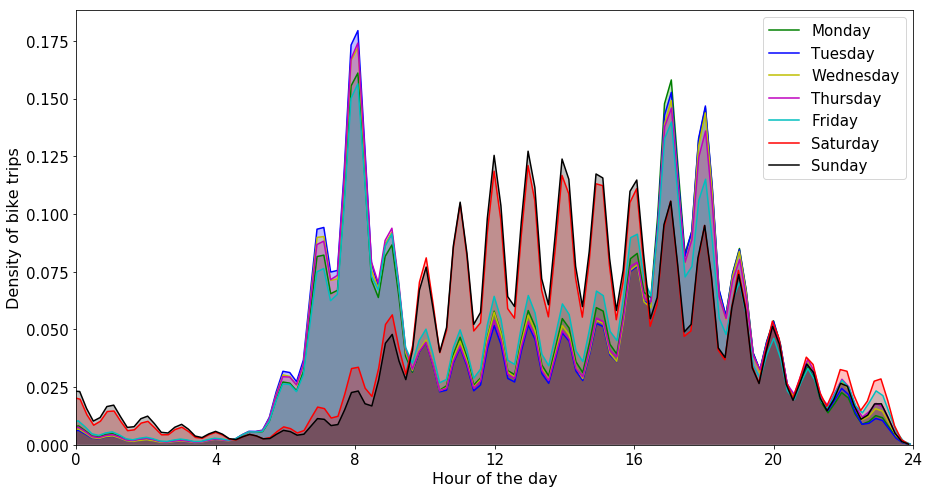 0.175
0.150
0.125
0.100
0.075
0.050
0.025
0.000
Density of bike trips
Monday
Tuesday
Wednesday
Thursday
Friday
Saturday
Sunday
0 4 8 12 16 20 24
Hour of the day